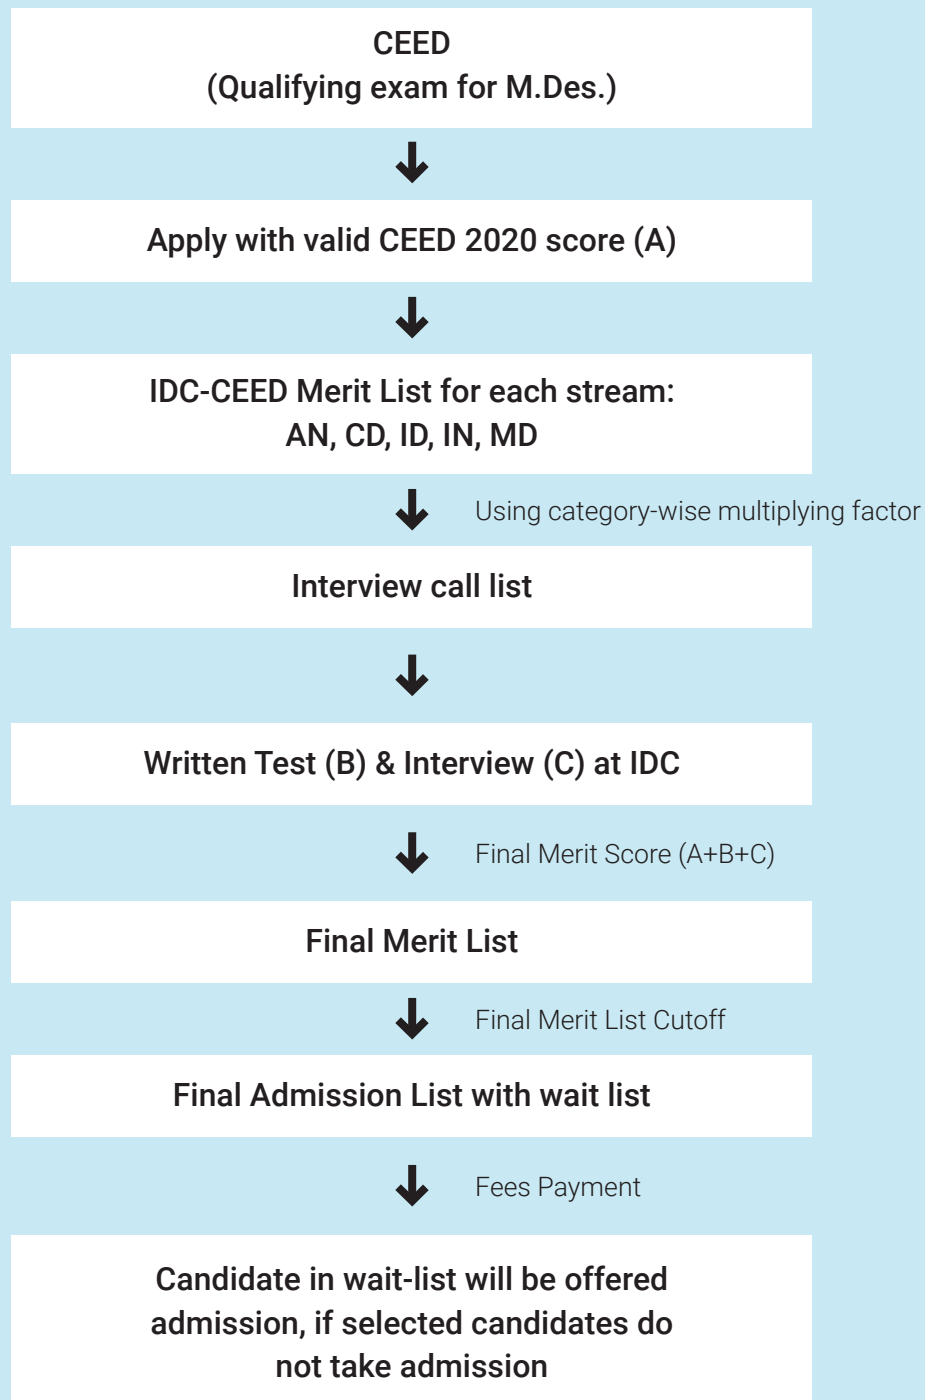 CEED
(Qualifying exam for M.Des.)
Apply with valid CEED 2020 score (A)
IDC-CEED Merit List for each stream:
AN, CD, ID, IN, MD
Using category-wise multiplying factor
Interview call list
Written Test (B) & Interview (C) at IDC
Final Merit Score (A+B+C)
Final Merit List
Final Merit List Cutoff
Final Admission List with wait list
Fees Payment
Candidate in wait-list will be offered
admission, if selected candidates do
not take admission